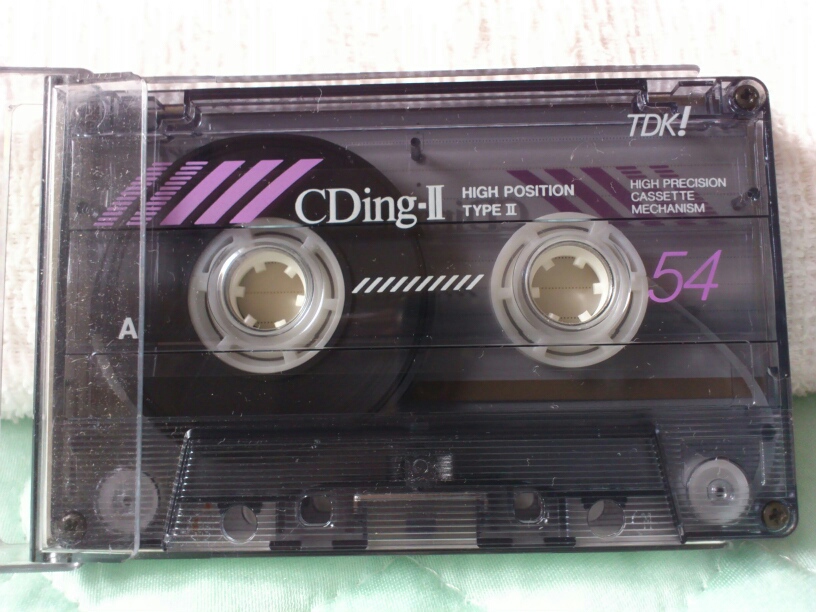 TDK!
CDing-II
HIGH POSITION
TYPE II
HIGH PRECISION
CASSETTE
MECHANISM
54
A